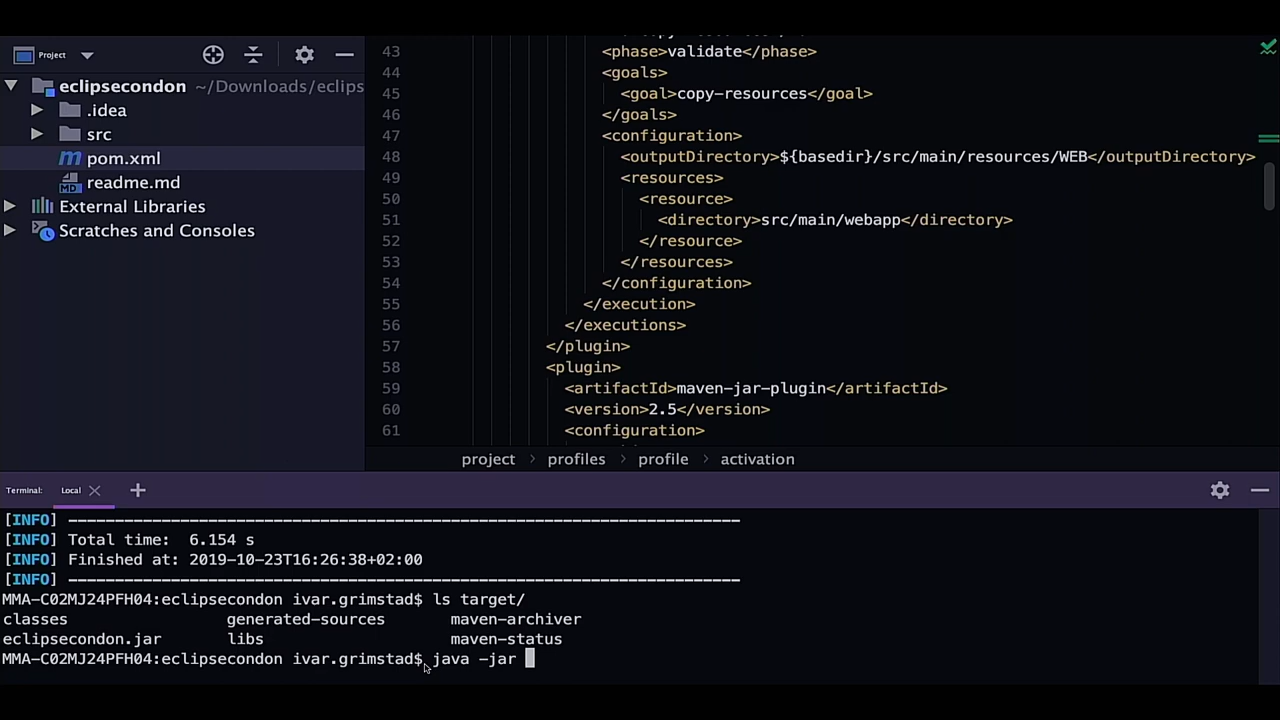 Project
eclipsecondon ~/Downloads/eclips
.idea
src
pom.xml
readme.md
External Libraries
Scratches and Consoles
43 <phase>validate</phase>
44 <goals>
45 <goal>copy-resources</goal>
46 </goals>
47 <configuration>
48 <outputDirectory>${basedir}/src/main/resources/WEB</outputDirectory>
49 <resources>
50 <resource>
51 <directory>src/main/webapp</directory>
52 </resource>
53 </resources>
54 </configuration>
55 </execution>
56 </executions>
57 </plugin>
58 <plugin>
59 <artifactId>maven-jar-plugin</artifactId>
60 <version>2.5</version>
61 <configuration>
project > profiles > profile > activation
Terminal: Local +
[INFO] ------------------------------------------------------------------------
[INFO] Total time:  6.154 s
[INFO] Finished at: 2019-10-23T16:26:38+02:00
[INFO] ------------------------------------------------------------------------
MMA-C02MJ24PFH04:eclipsecondon ivar.grimstad$ ls target/
classes generated-sources maven-archiver
eclipsecondon.jar libs maven-status
MMA-C02MJ24PFH04:eclipsecondon ivar.grimstad$ java -jar